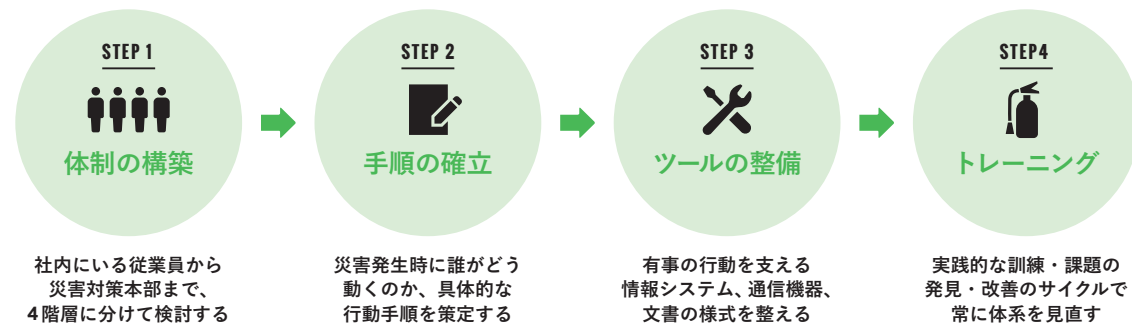 STEP 1
体制の構築
社内にいる従業員から
災害対策本部まで、
4階層に分けて検討する
STEP 2
手順の確立
災害発生時に誰がどう
動くのか、具体的な
行動手順を策定する
STEP 3
ツールの整備
有事の行動を支える
情報システム、通信機器、
文書の様式を整える
STEP4
トレーニング
実践的な訓練・課題の
発見・改善のサイクルで
常に体系を見直す